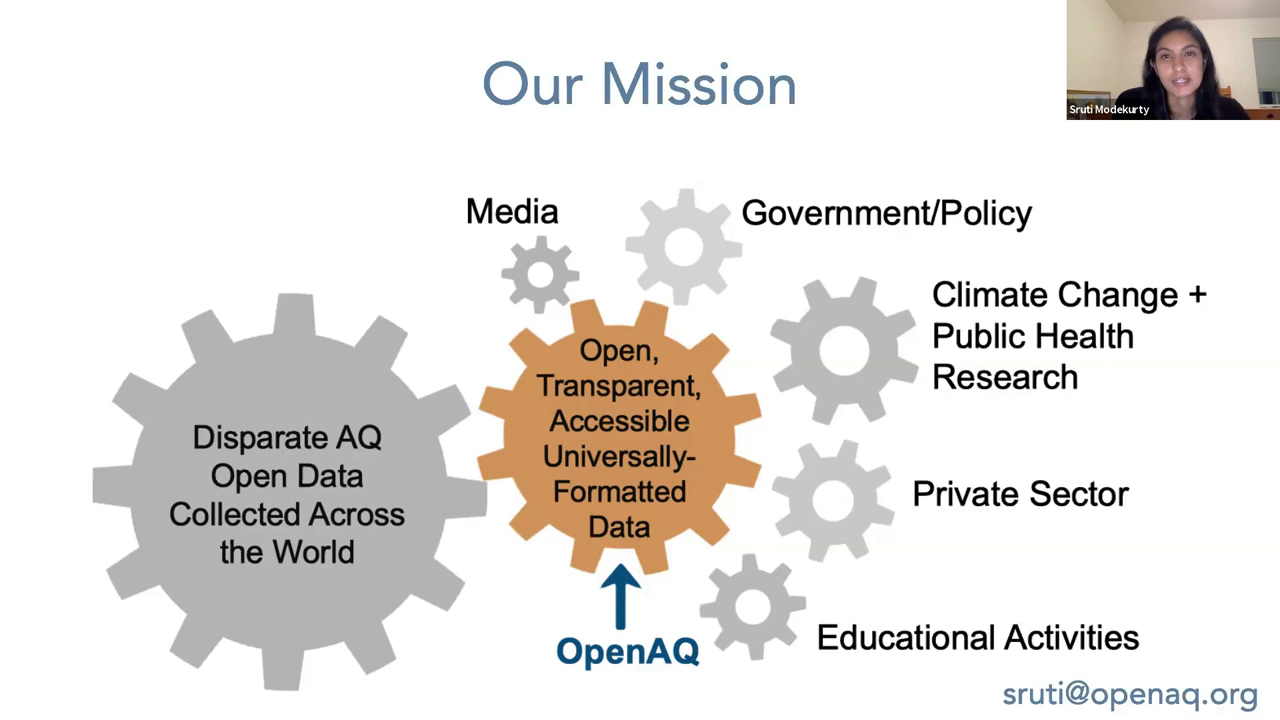 Our Mission
Sruti Modekurty
Media
Government/Policy
Climate Change +
Public Health
Research
Private Sector
Educational Activities
Disparate AQ
Open Data
Collected Across
the World
Open,
Transparent,
Accessible
Universally-
Formatted
Data
OpenAQ
sruti@openaq.org